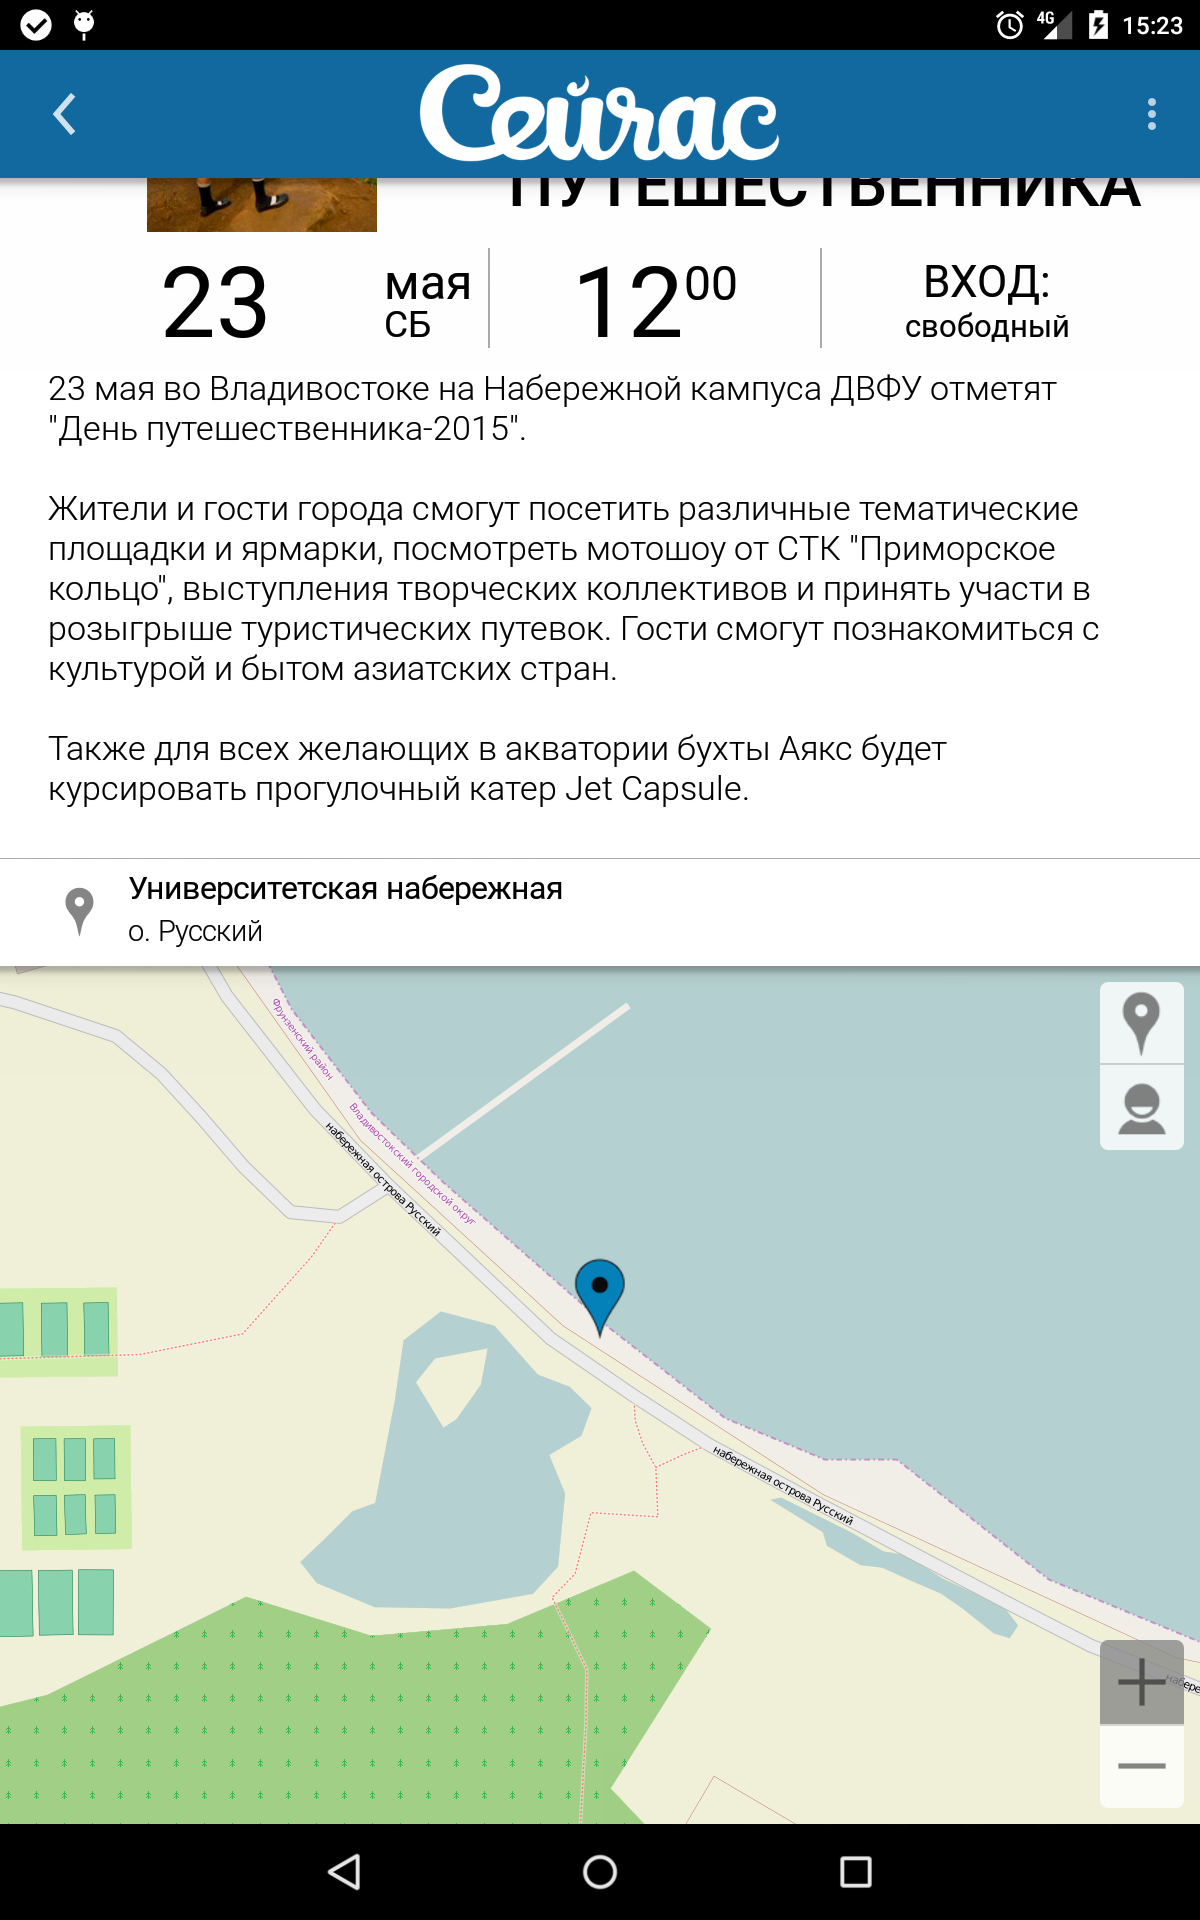 4G
15:23
Сейчас
ПУТЕШЕСТВЕННИКА
23
мая
СБ
12 00
ВХОД:
свободный
23 мая во Владивостоке на Набережной кампуса ДВФУ отметят
"День путешественника-2015".
Жители и гости города смогут посетить различные тематические
площадки и ярмарки, посмотреть мотошоу от СТК "Приморское
кольцо", выступления творческих коллективов и принять участи в
розыгрыше туристических путевок. Гости смогут познакомиться с
культурой и бытом азиатских стран.
Также для всех желающих в акватории бухты Аякс будет
курсировать прогулочный катер Jet Capsule.
Университетская набережная
о. Русский
Фрунзенский район
Владивостокский городской округ
набережная острова Русский
набережная острова Русский
набере